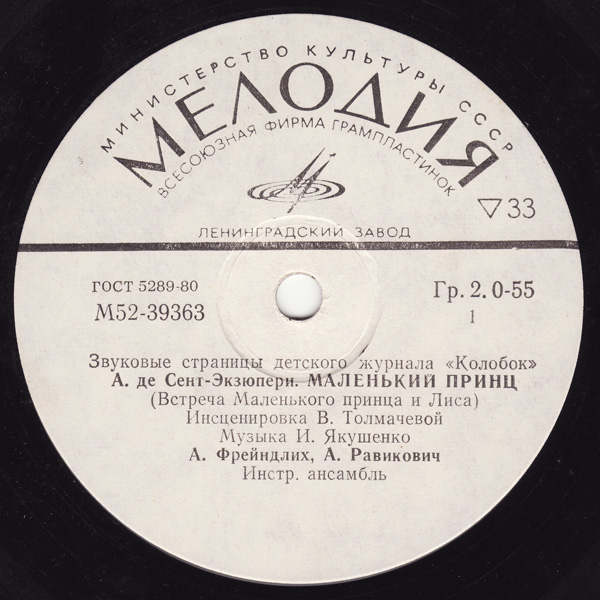 МИНИСТЕРСТВО КУЛЬТУРЫ СССР
МЕЛОДИЯ
ВСЕСОЮЗНАЯ ФИРМА ГРАМПЛАСТИНОК
▽33
ЛЕНИНГРАДСКИЙ ЗАВОД
ГОСТ 5289-80
М52-39363
Гр. 2. 0-55
1
Звуковые страницы детского журнала «Колобок»
А. де Сент-Экзюпери. МАЛЕНЬКИЙ ПРИНЦ
(Встреча Маленького принца и Лиса)
Инсценировка В. Толмачевой
Музыка И. Якушенко
А. Фрейндлих, А. Равикович
Инстр. ансамбль